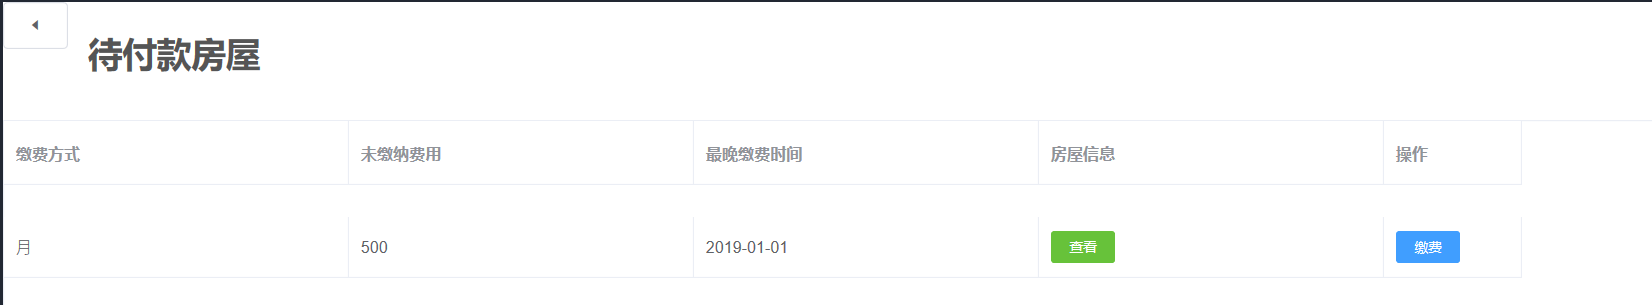 待付款房屋
缴费方式 未缴纳费用 最晚缴费时间 房屋信息 操作
月 500 2019-01-01 查看 缴费